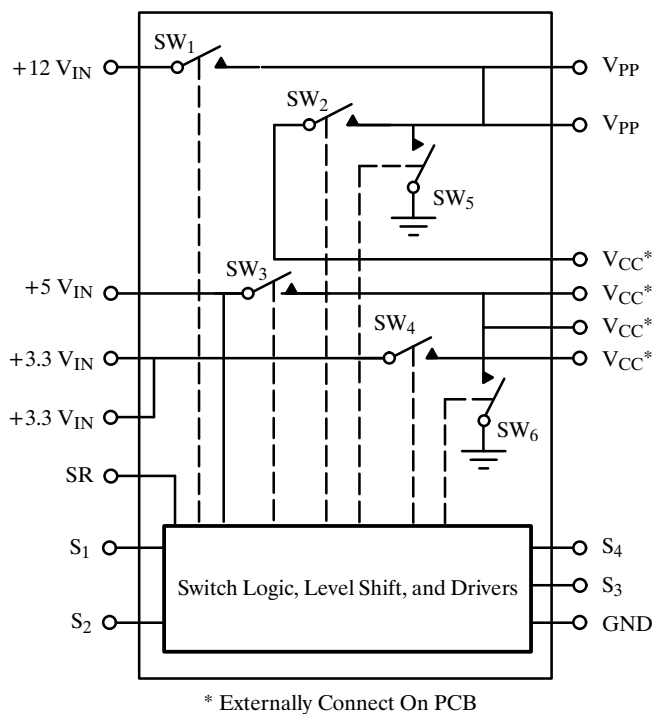 SW1
+12 VIN
VPP
SW2
VPP
SW5
VCC*
SW3
+5 VIN
VCC*
SW4
VCC*
+3.3 VIN
VCC*
+3.3 VIN
SW6
SR
S1
S4
Switch Logic, Level Shift, and Drivers
S3
S2
GND
* Externally Connect On PCB